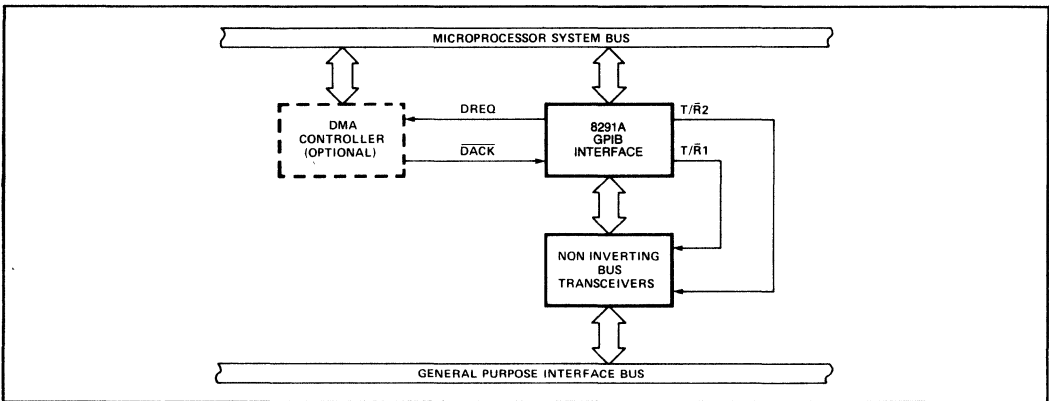 MICROPROCESSOR SYSTEM BUS
DMA
CONTROLLER
(OPTIONAL)
DREQ
D̅A̅C̅K̅
8291A
GPIB
INTERFACE
T/R̅2
T/R̅1
NON INVERTING
BUS
TRANSCEIVERS
GENERAL PURPOSE INTERFACE BUS